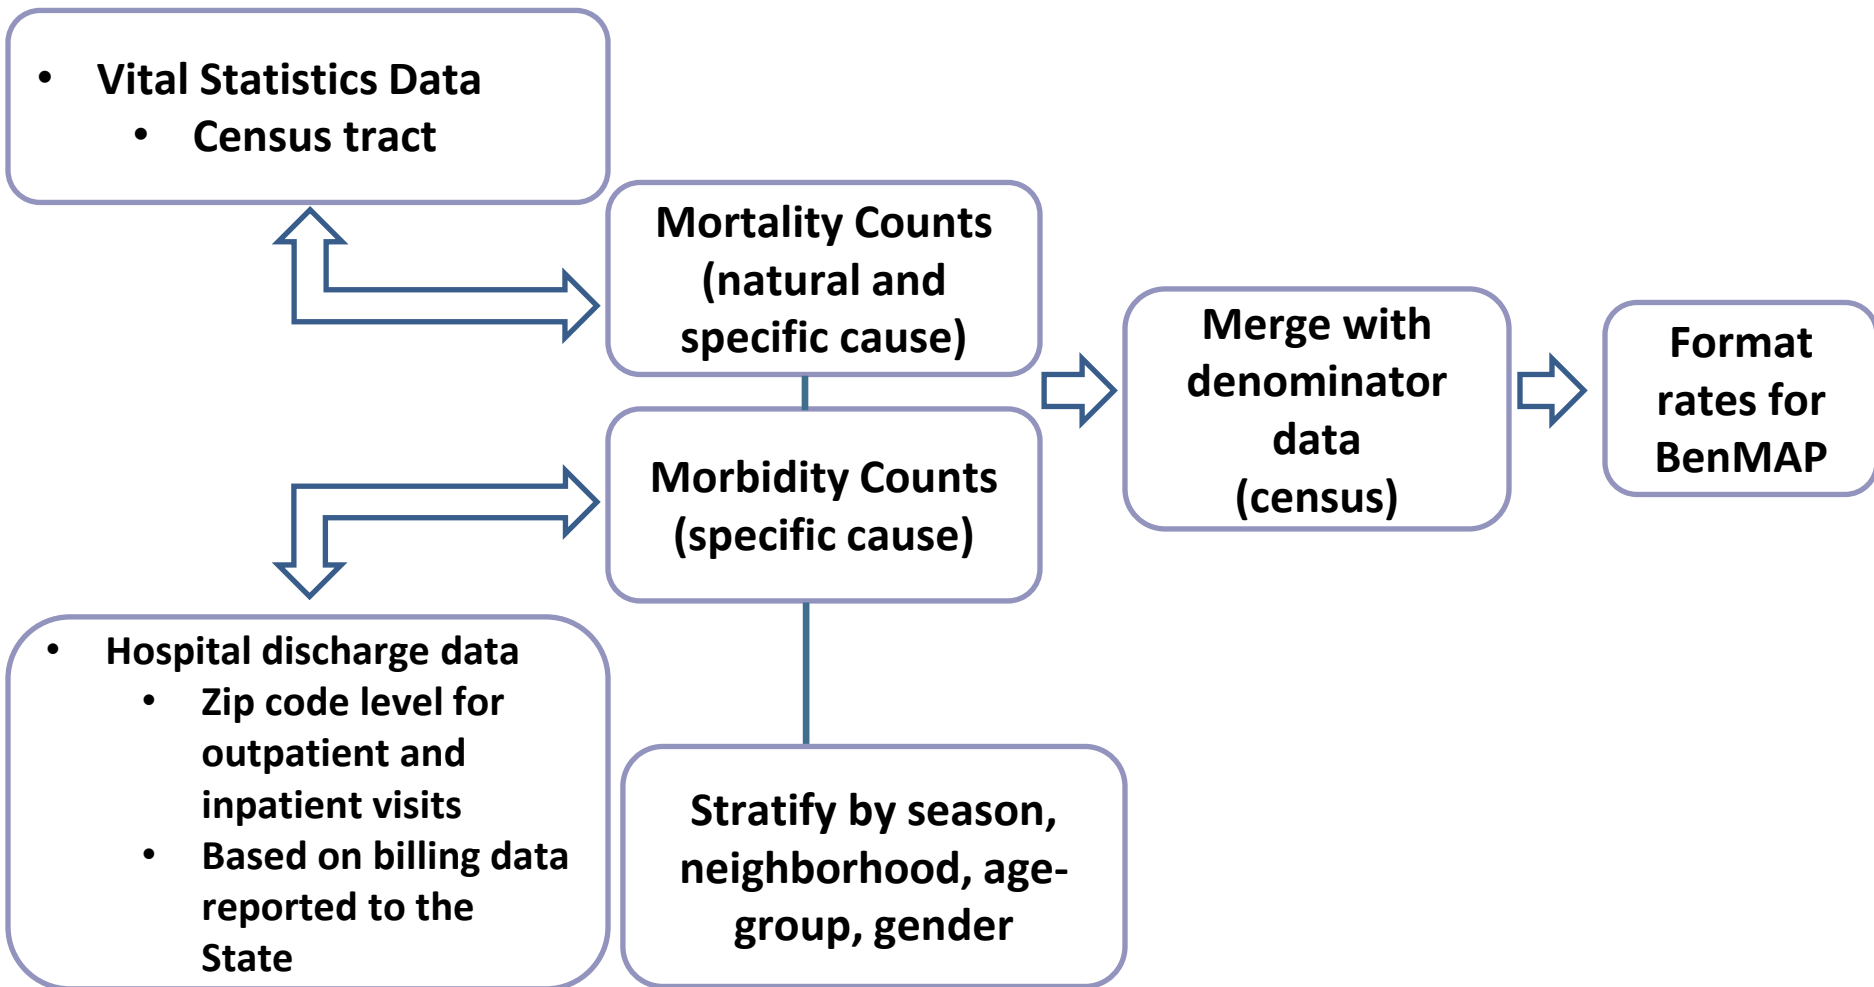 • Vital Statistics Data
• Census tract
Mortality Counts
(natural and
specific cause)
Morbidity Counts
(specific cause)
• Hospital discharge data
• Zip code level for
outpatient and
inpatient visits
• Based on billing data
reported to the
State
Stratify by season,
neighborhood, age-
group, gender
Merge with
denominator
data
(census)
Format
rates for
BenMAP